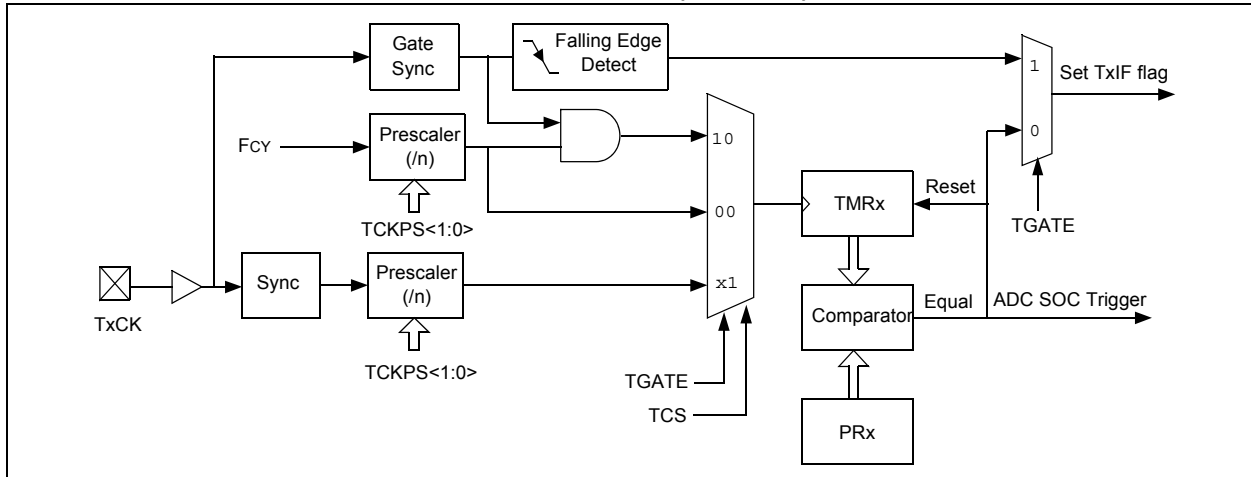 Gate
Sync
Falling Edge
Detect
1
Set TxIF flag
0
FCY
Prescaler
(/n)
10
TCKPS<1:0>
00
TMRx
Reset
TGATE
TxCK
Sync
Prescaler
(/n)
x1
Comparator
Equal
ADC SOC Trigger
TCKPS<1:0>
TGATE
TCS
PRx